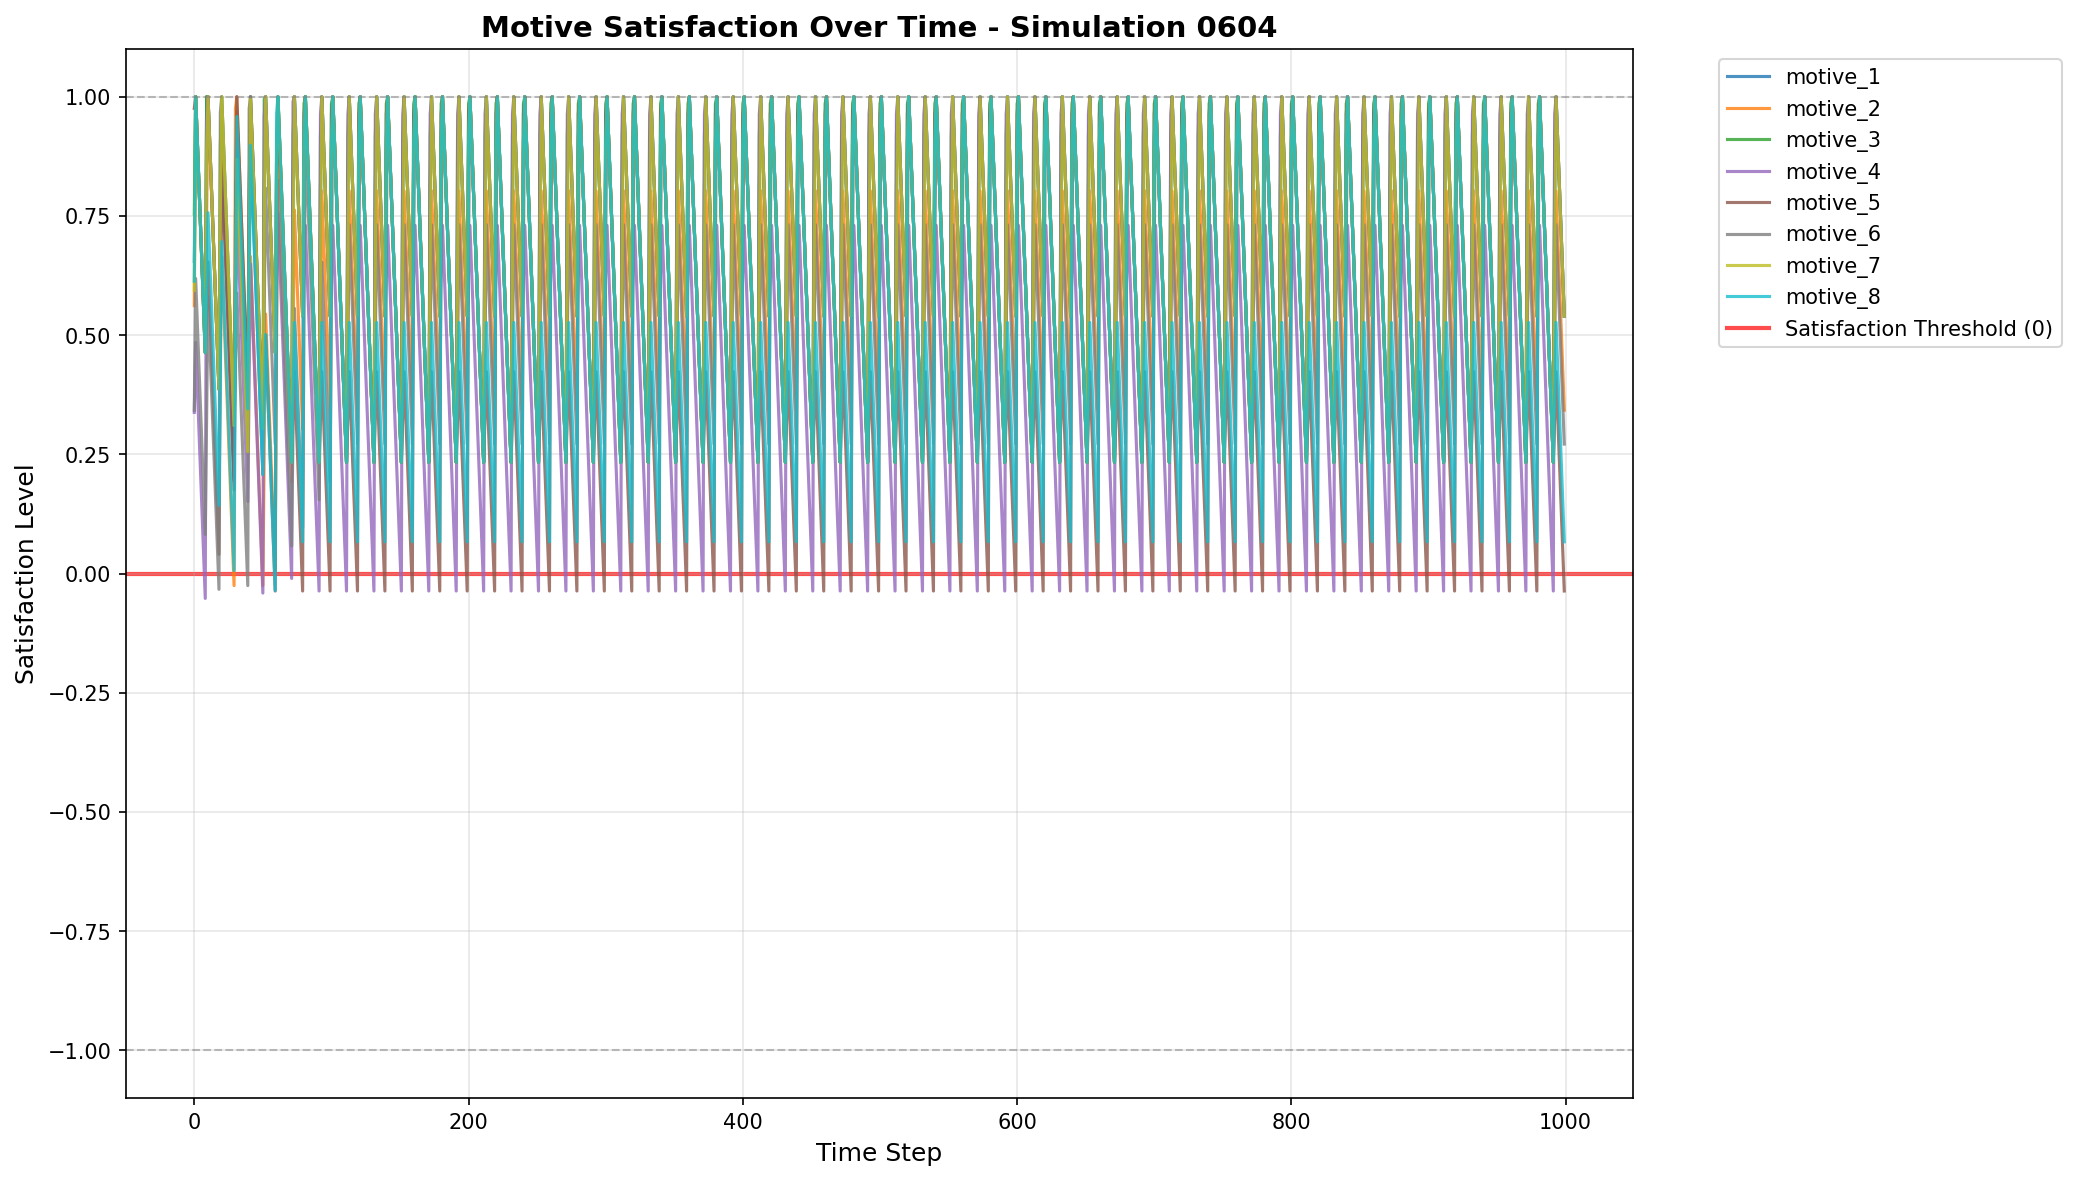 Motive Satisfaction Over Time - Simulation 0604
Satisfaction Level
1.00
0.75
0.50
0.25
0.00
−0.25
−0.50
−0.75
−1.00
0
200
400
600
800
1000
Time Step
motive_1
motive_2
motive_3
motive_4
motive_5
motive_6
motive_7
motive_8
Satisfaction Threshold (0)